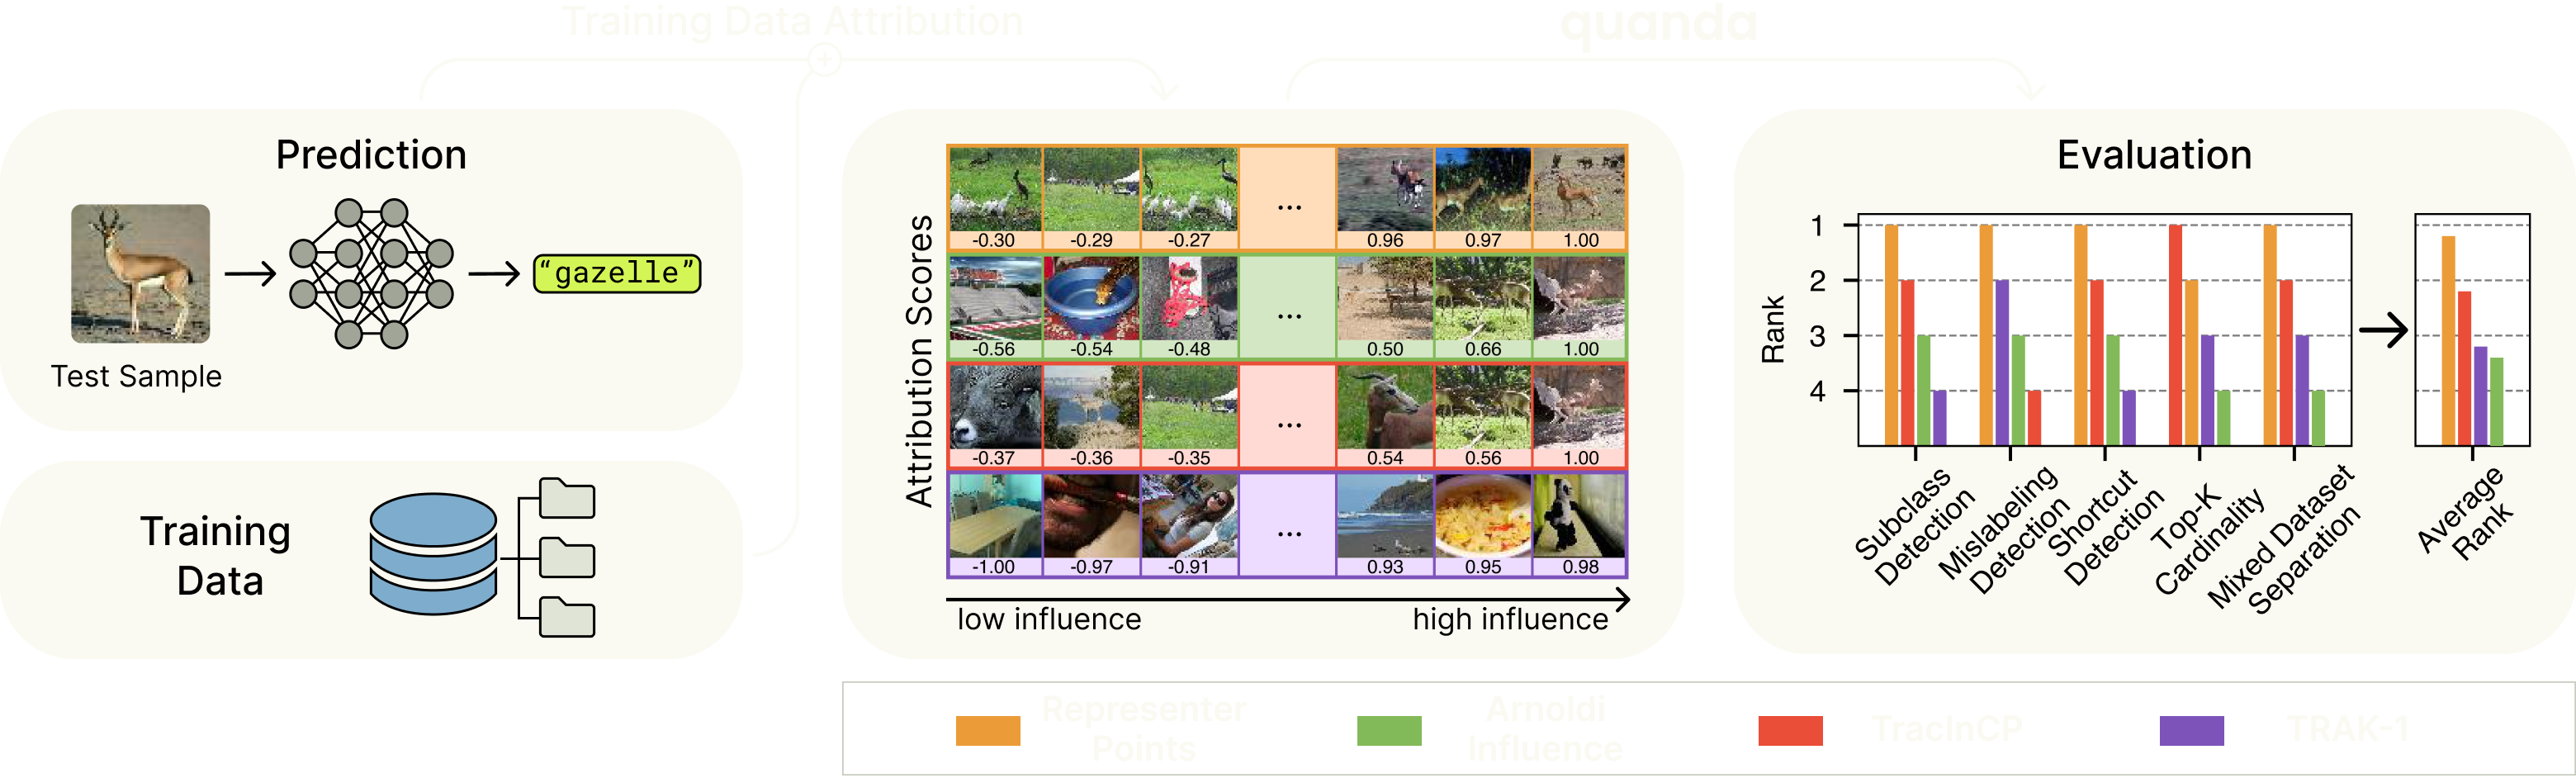 Training Data Attribution
quanda
Prediction
"gazelle"
Test Sample
Training
Data
Attribution Scores
-0.30 -0.29 -0.27 ... 0.96 0.97 1.00
-0.56 -0.54 -0.48 ... 0.50 0.66 1.00
-0.37 -0.36 -0.35 ... 0.54 0.56 1.00
-1.00 -0.97 -0.91 ... 0.93 0.95 0.98
low influence high influence
Evaluation
Rank
1
2
3
4
Subclass
Detection
Mislabeling
Detection
Shortcut
Detection
Top-K
Cardinality
Mixed Dataset
Separation
Average
Rank
Representer
Points
Arnoldi
Influence
TracInCP
TRAK-1